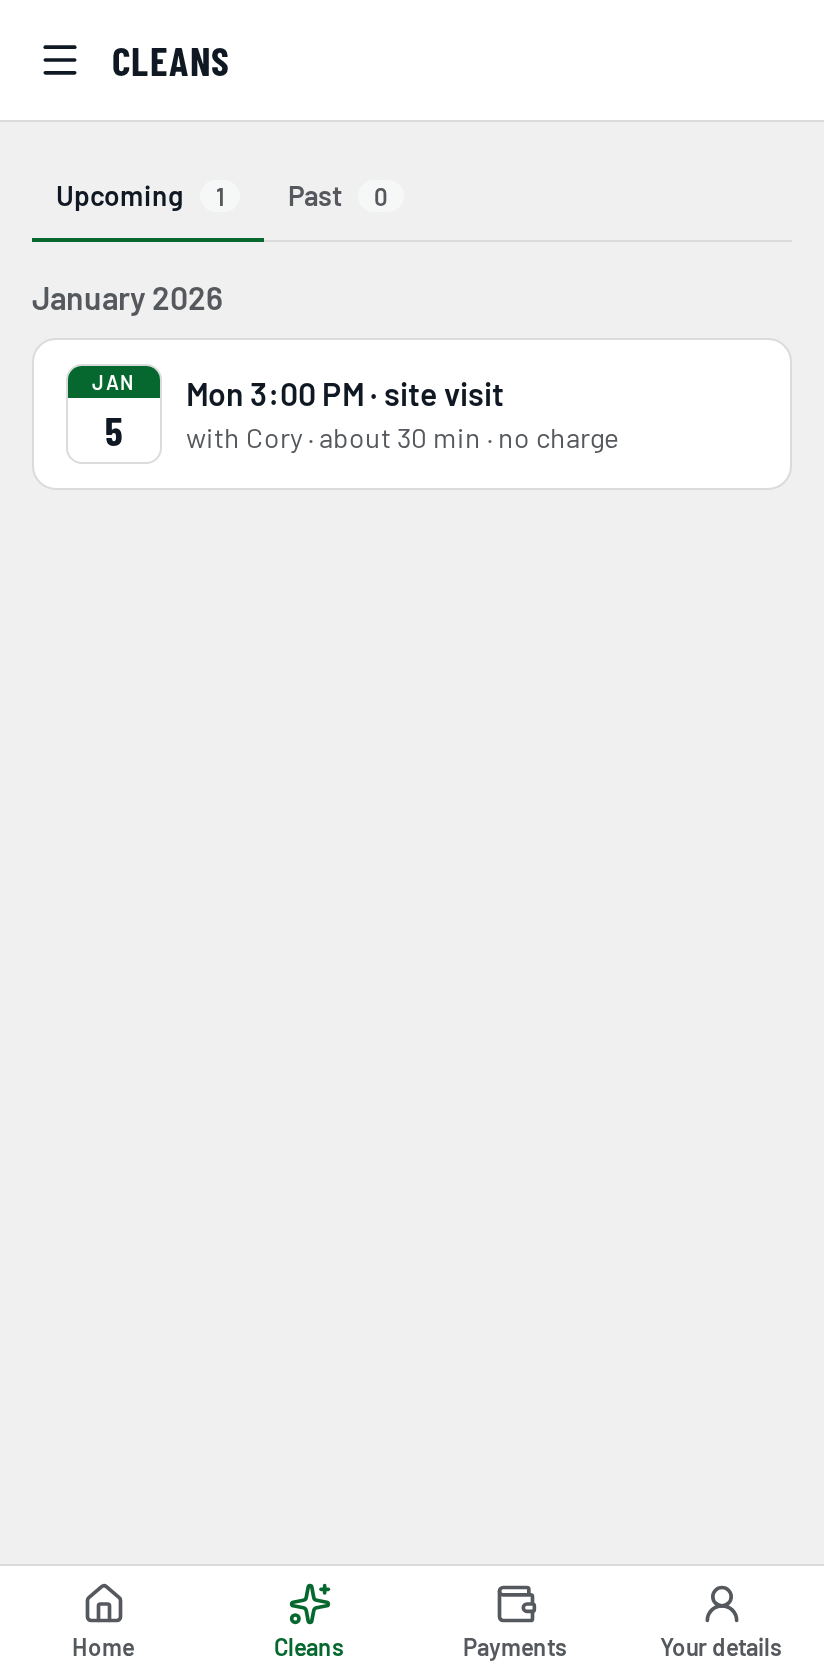 CLEANS
Upcoming 1 Past 0
January 2026
JAN
5
Mon 3:00 PM · site visit
with Cory · about 30 min · no charge
Home Cleans Payments Your details